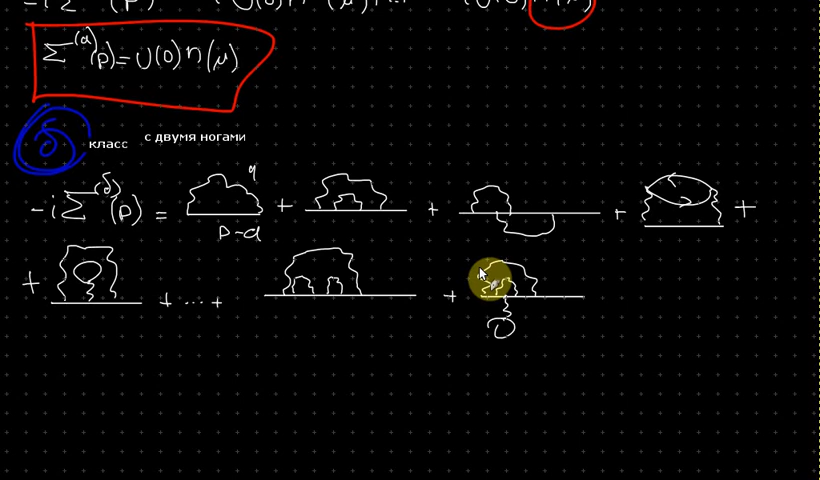 Σ^(a)(p) = U(0) n(μ)
б класс с двумя ногами
q
-iΣ^(б)(p) = + + + +
p-q
+ + ... + +